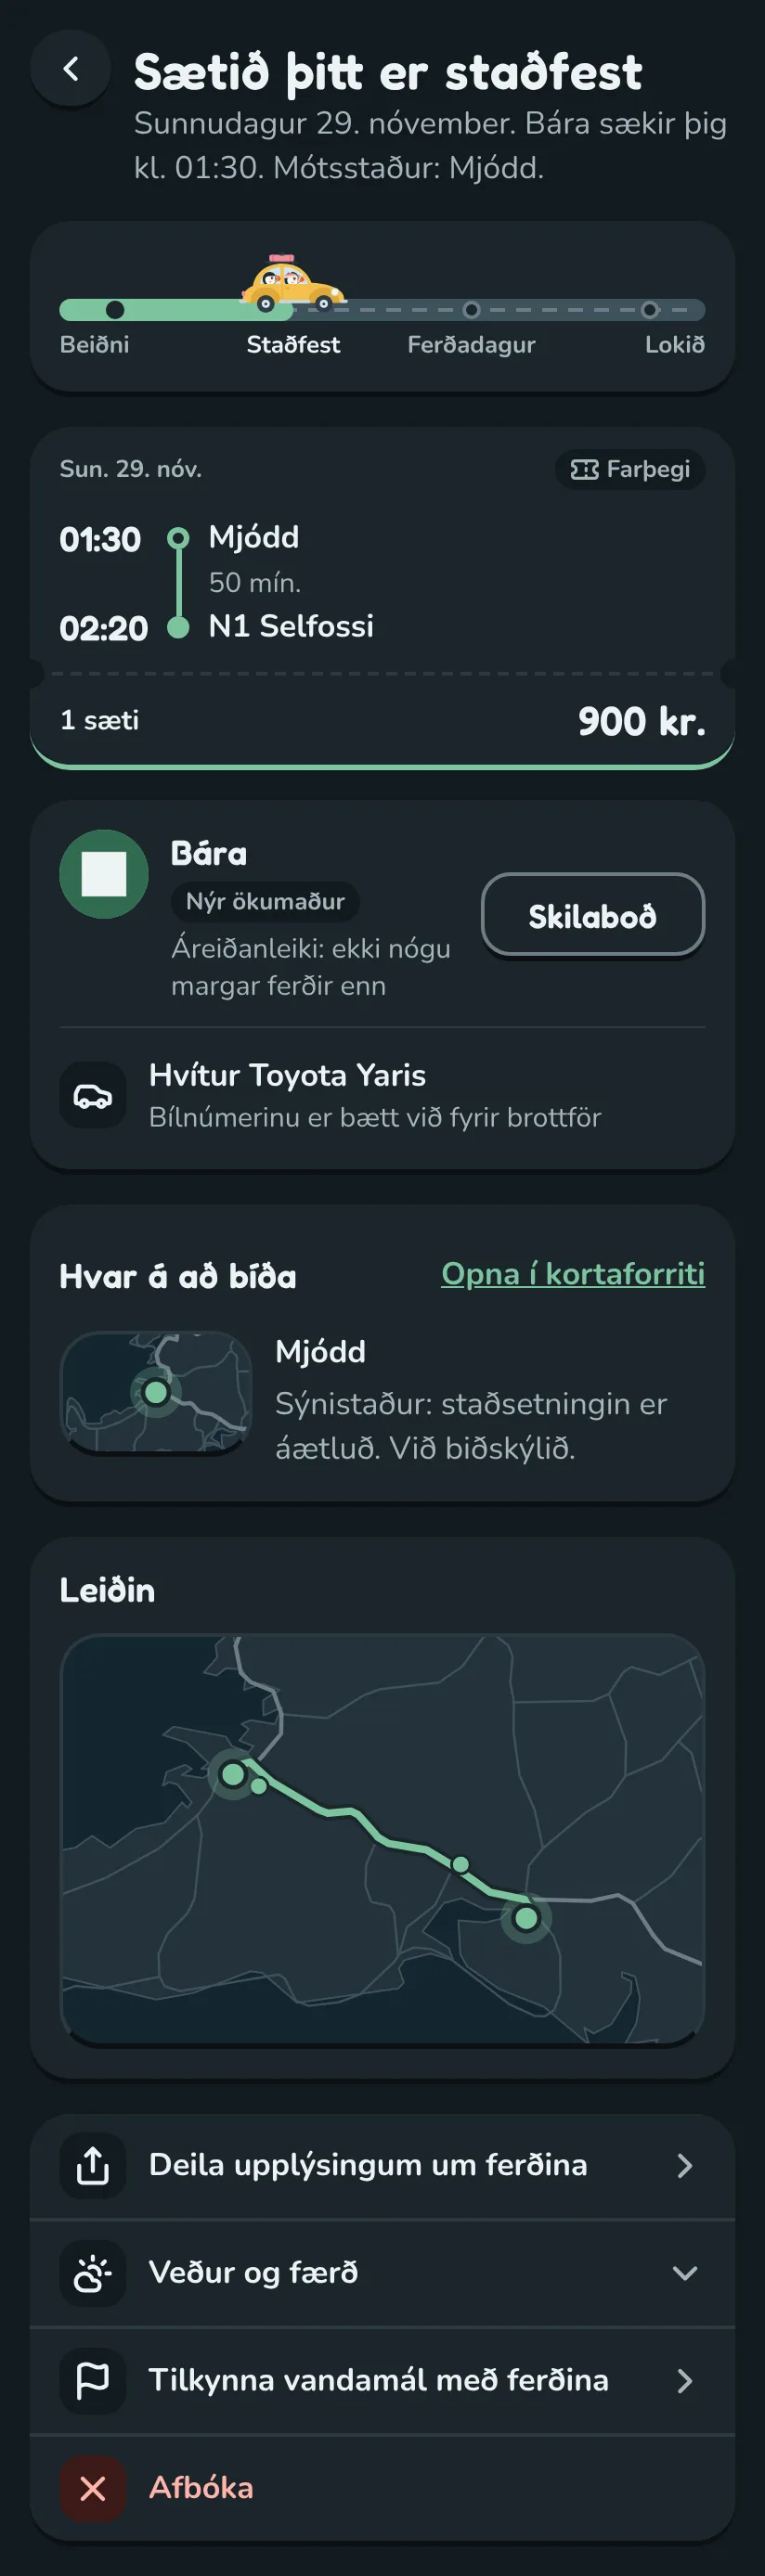 Sætið þitt er staðfest
Sunnudagur 29. nóvember. Bára sækir þig
kl. 01:30. Mótsstaður: Mjódd.
Beiðni Staðfest Ferðadagur Lokið
Sun. 29. nóv. Farþegi
01:30 Mjódd
50 mín.
02:20 N1 Selfossi
1 sæti 900 kr.
Bára
Nýr ökumaður
Skilaboð
Áreiðanleiki: ekki nógu
margar ferðir enn
Hvítur Toyota Yaris
Bílnúmerinu er bætt við fyrir brottför
Hvar á að bíða Opna í kortaforriti
Mjódd
Sýnistaður: staðsetningin er
áætluð. Við biðskýlið.
Leiðin
Deila upplýsingum um ferðina
Veður og færð
Tilkynna vandamál með ferðina
Afbóka